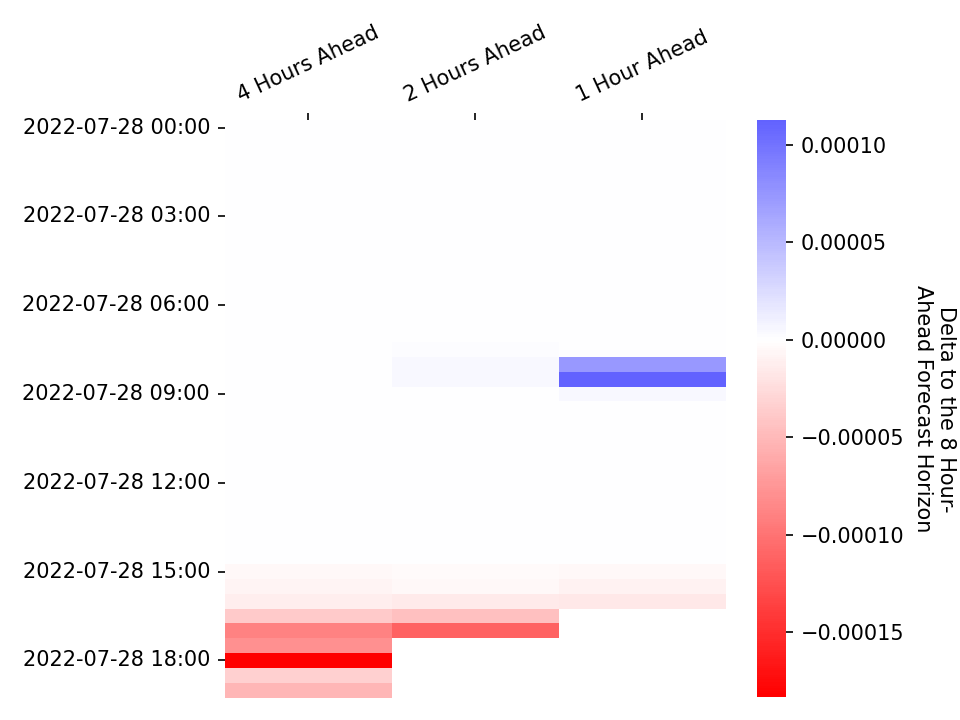 4 Hours Ahead
2 Hours Ahead
1 Hour Ahead
2022-07-28 00:00
2022-07-28 03:00
2022-07-28 06:00
2022-07-28 09:00
2022-07-28 12:00
2022-07-28 15:00
2022-07-28 18:00
0.00010
0.00005
0.00000
−0.00005
−0.00010
−0.00015
Delta to the 8 Hour-
Ahead Forecast Horizon